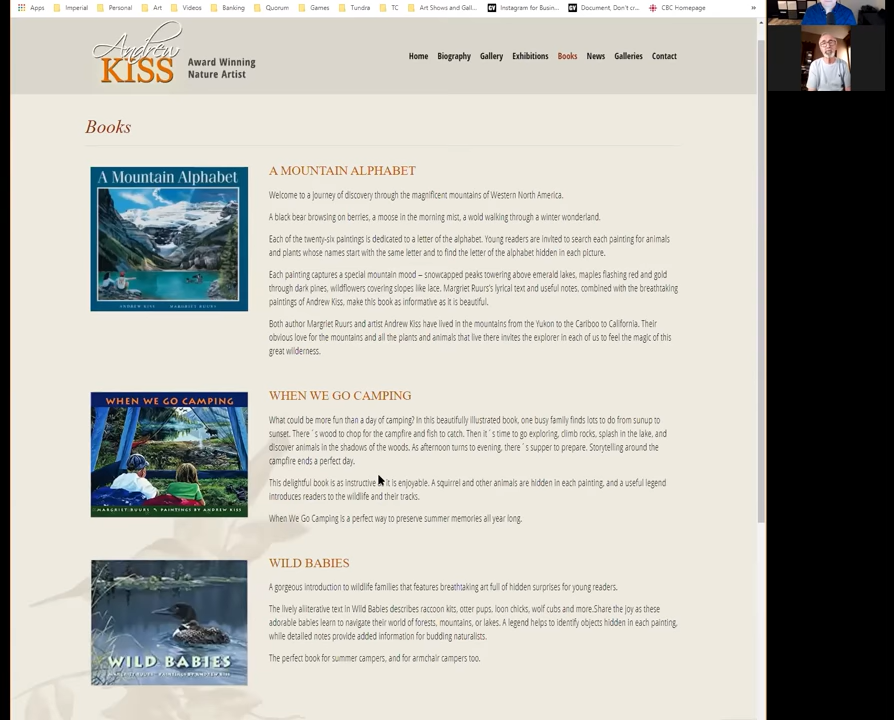 Apps Imperial Personal Art Videos Banking Quorum Games Tundra TC Art Shows and Gall... Instagram for Busin... Document, Don't cr... CBC Homepage »
Andrew
KISS
Award Winning
Nature Artist
Home Biography Gallery Exhibitions Books News Galleries Contact
Books
A Mountain Alphabet
ANDREW KISS MARGRIET RUURS
A MOUNTAIN ALPHABET
Welcome to a journey of discovery through the magnificent mountains of Western North America.
A black bear browsing on berries, a moose in the morning mist, a wold walking through a winter wonderland.
Each of the twenty-six paintings is dedicated to a letter of the alphabet. Young readers are invited to search each painting for animals
and plants whose names start with the same letter and to find the letter of the alphabet hidden in each picture.
Each painting captures a special mountain mood – snowcapped peaks towering above emerald lakes, maples flashing red and gold
through dark pines, wildflowers covering slopes like lace. Margriet Ruurs's lyrical text and useful notes, combined with the breathtaking
paintings of Andrew Kiss, make this book as informative as it is beautiful.
Both author Margriet Ruurs and artist Andrew Kiss have lived in the mountains from the Yukon to the Cariboo to California. Their
obvious love for the mountains and all the plants and animals that live there invites the explorer in each of us to feel the magic of this
great wilderness.
WHEN WE GO CAMPING
MARGRIET RUURS PAINTINGS BY ANDREW KISS
WHEN WE GO CAMPING
What could be more fun than a day of camping? In this beautifully illustrated book, one busy family finds lots to do from sunup to
sunset. There´s wood to chop for the campfire and fish to catch. Then it´s time to go exploring, climb rocks, splash in the lake, and
discover animals in the shadows of the woods. As afternoon turns to evening, there´s supper to prepare. Storytelling around the
campfire ends a perfect day.
This delightful book is as instructive it is enjoyable. A squirrel and other animals are hidden in each painting, and a useful legend
introduces readers to the wildlife and their tracks.
When We Go Camping is a perfect way to preserve summer memories all year long.
WILD BABIES
MARGRIET RUURS PAINTINGS BY ANDREW KISS
WILD BABIES
A gorgeous introduction to wildlife families that features breathtaking art full of hidden surprises for young readers.
The lively alliterative text in Wild Babies describes raccoon kits, otter pups, loon chicks, wolf cubs and more.Share the joy as these
adorable babies learn to navigate their world of forests, mountains, or lakes. A legend helps to identify objects hidden in each painting,
while detailed notes provide added information for budding naturalists.
The perfect book for summer campers, and for armchair campers too.